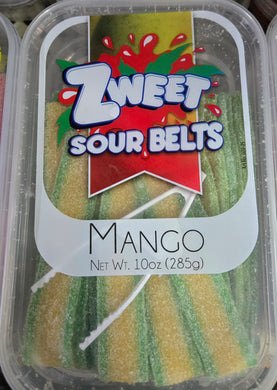 ZWEET
SOUR BELTS
MANGO
NET WT. 10OZ (285g)